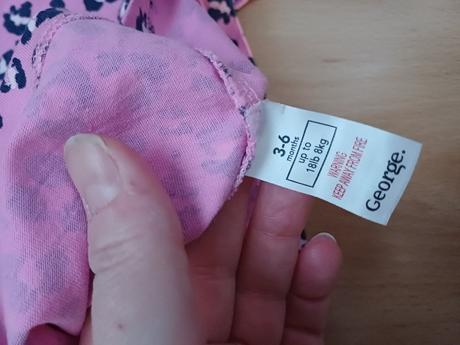 3-6
months
up to
18lb 8kg
WARNING
KEEP AWAY FROM FIRE
George.